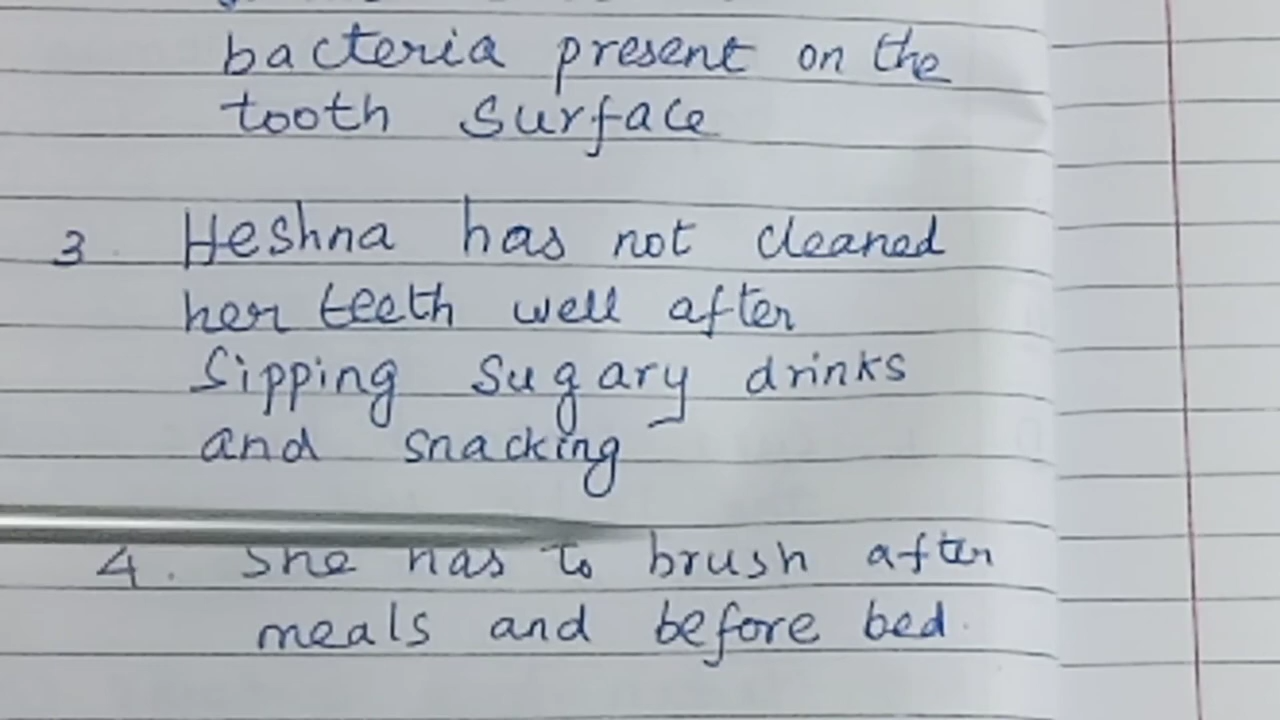 bacteria present on the
tooth surface
3. Heshna has not cleaned
her teeth well after
Sipping sugary drinks
and snacking
4. She has to brush after
meals and before bed.